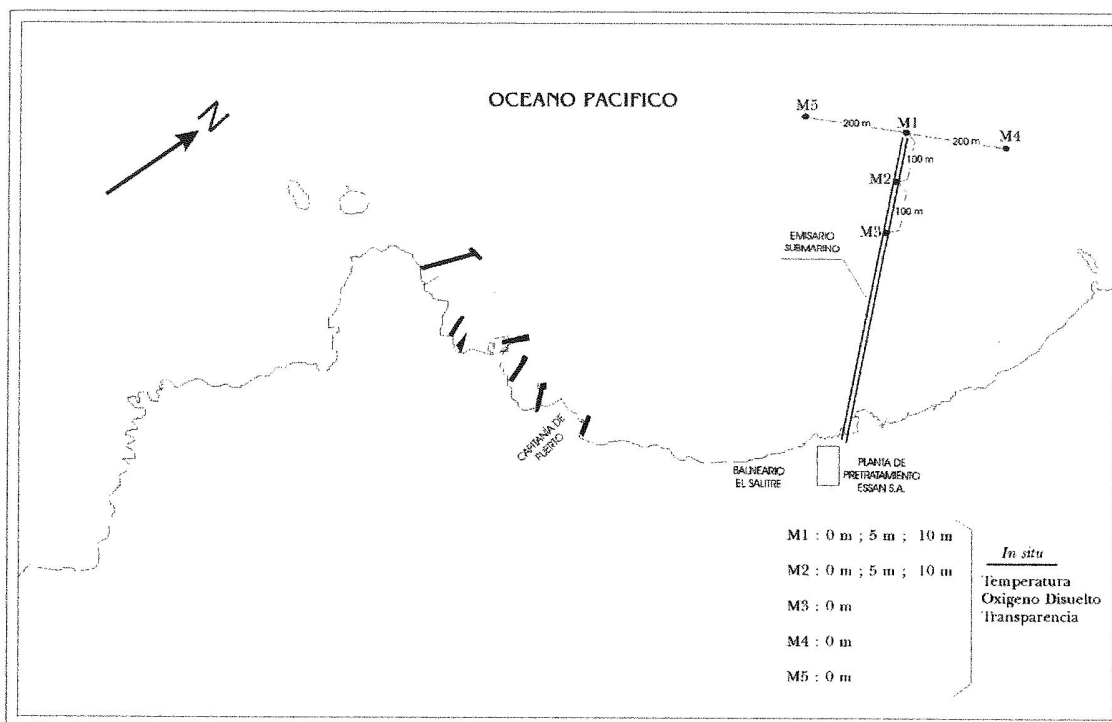 N
OCEANO PACIFICO
M5
200 m
M1
200 m
M4
100 m
M2
100 m
M3
EMISARIO
SUBMARINO
CAPITANÍA DE
PUERTO
BALNEARIO
EL SALITRE
PLANTA DE
PRETRATAMIENTO
ESSAN S.A.
M1 : 0 m ; 5 m ; 10 m
M2 : 0 m ; 5 m ; 10 m
M3 : 0 m
M4 : 0 m
M5 : 0 m
In situ
Temperatura
Oxigeno Disuelto
Transparencia